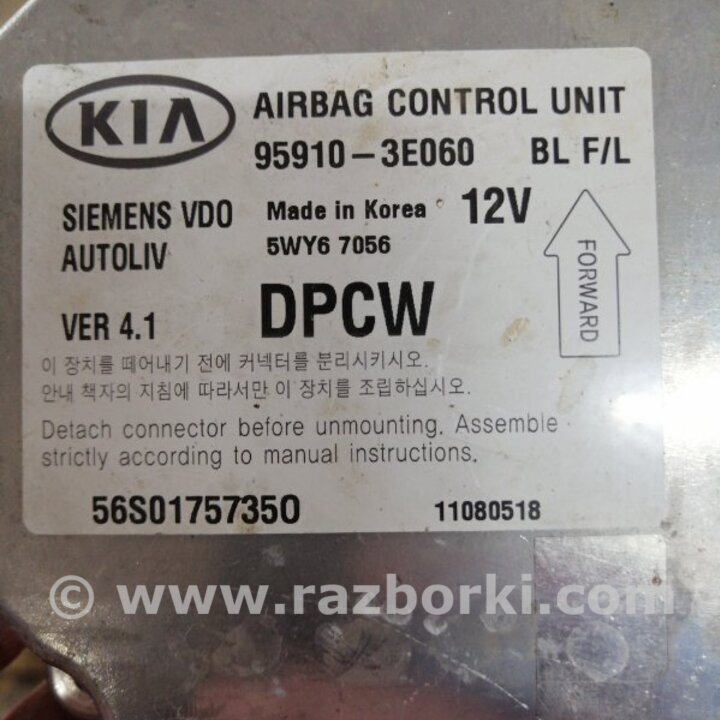 KIA AIRBAG CONTROL UNIT
95910-3E060 BL F/L
SIEMENS VDO Made in Korea 12V
AUTOLIV 5WY6 7056
FORWARD
VER 4.1 DPCW
이 장치를 떼어내기 전에 커넥터를 분리시키시오.
안내 책자의 지침에 따라서만 이 장치를 조립하십시오.
Detach connector before unmounting. Assemble
strictly according to manual instructions.
56S01757350 11080518
© www.razborki.com